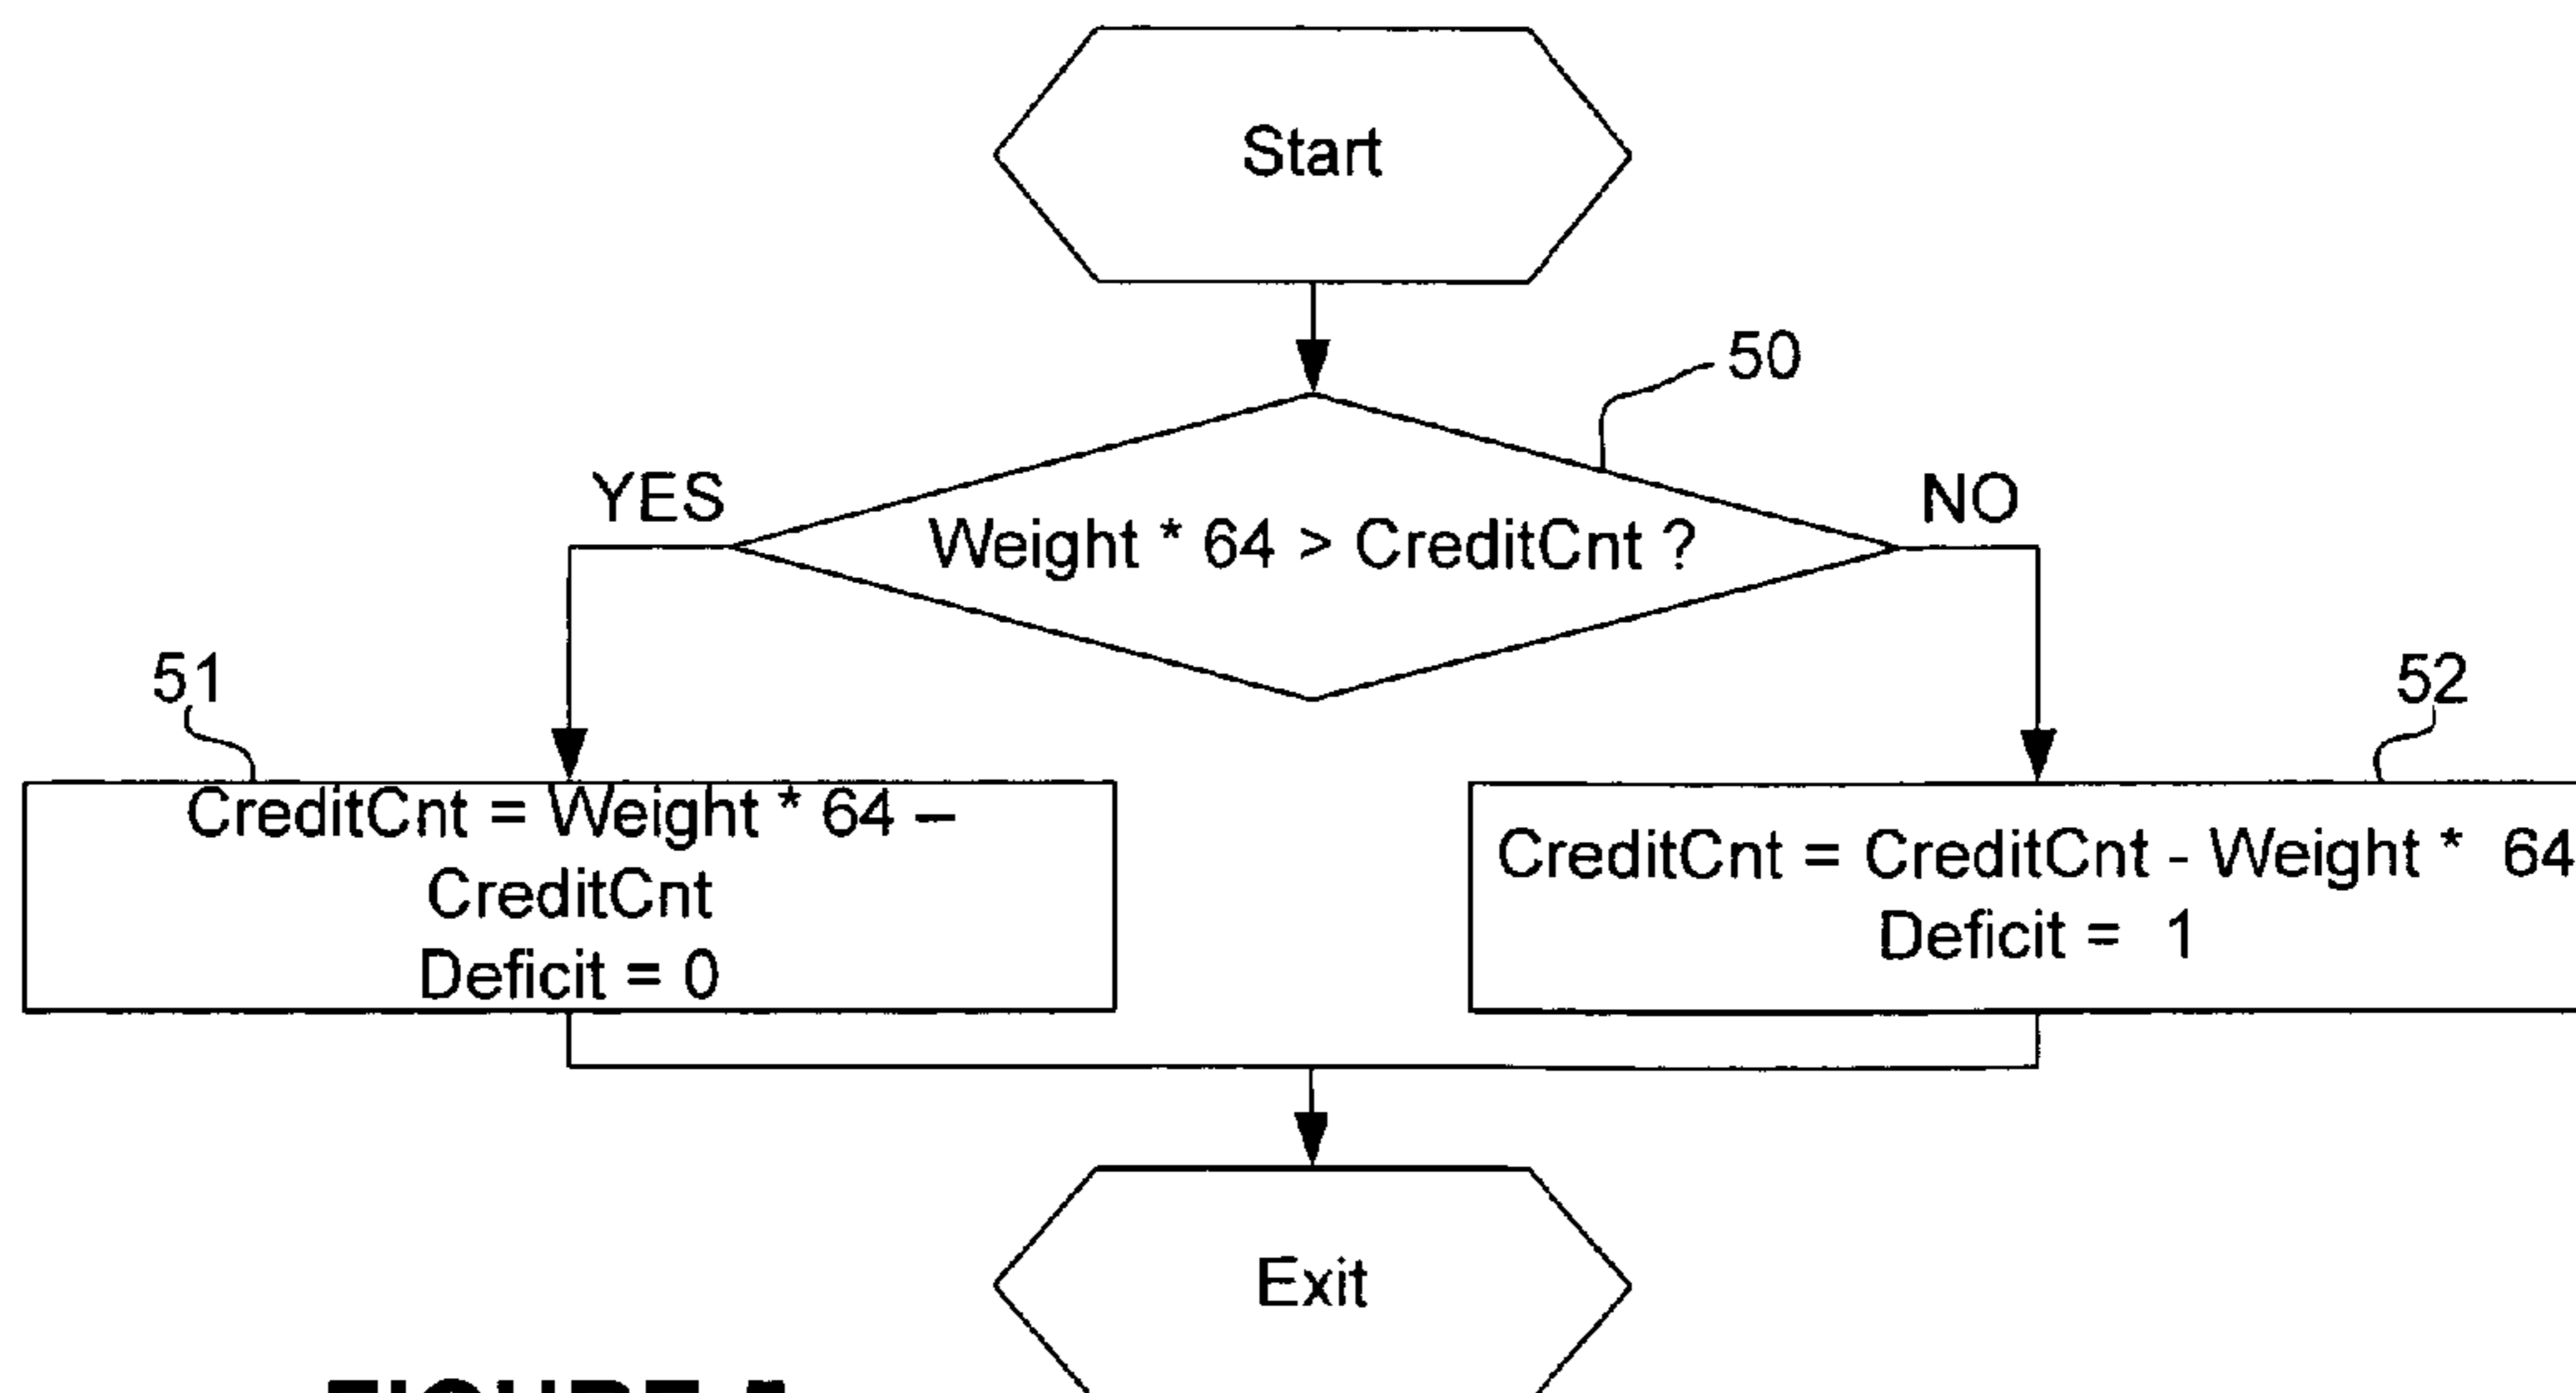 Start
50
YES
Weight * 64 > CreditCnt ?
NO
51
52
CreditCnt = Weight * 64 –
CreditCnt
Deficit = 0
CreditCnt = CreditCnt - Weight * 64
Deficit = 1
Exit